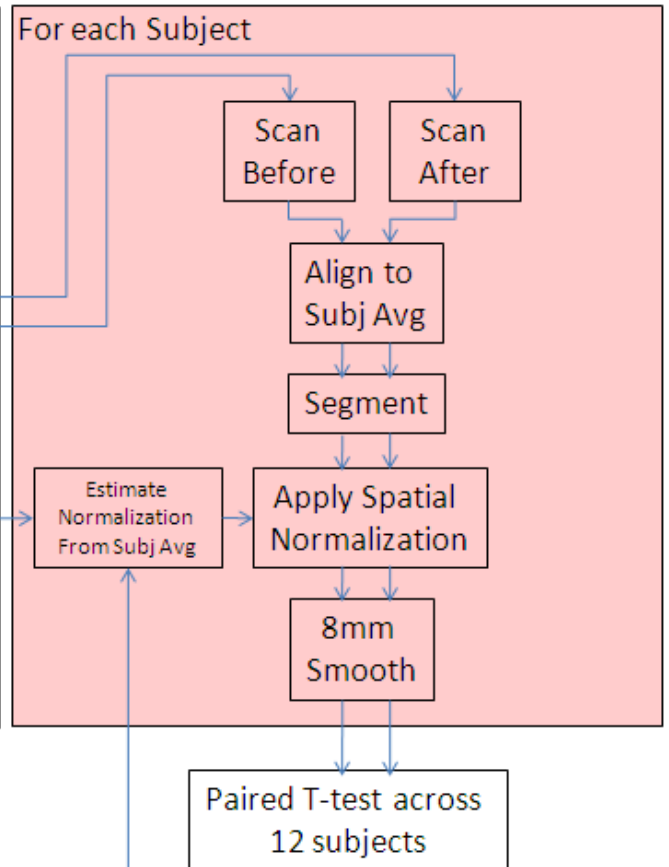 For each Subject
Scan
Before
Scan
After
Align to
Subj Avg
Segment
Estimate
Normalization
From Subj Avg
Apply Spatial
Normalization
8mm
Smooth
Paired T-test across
12 subjects